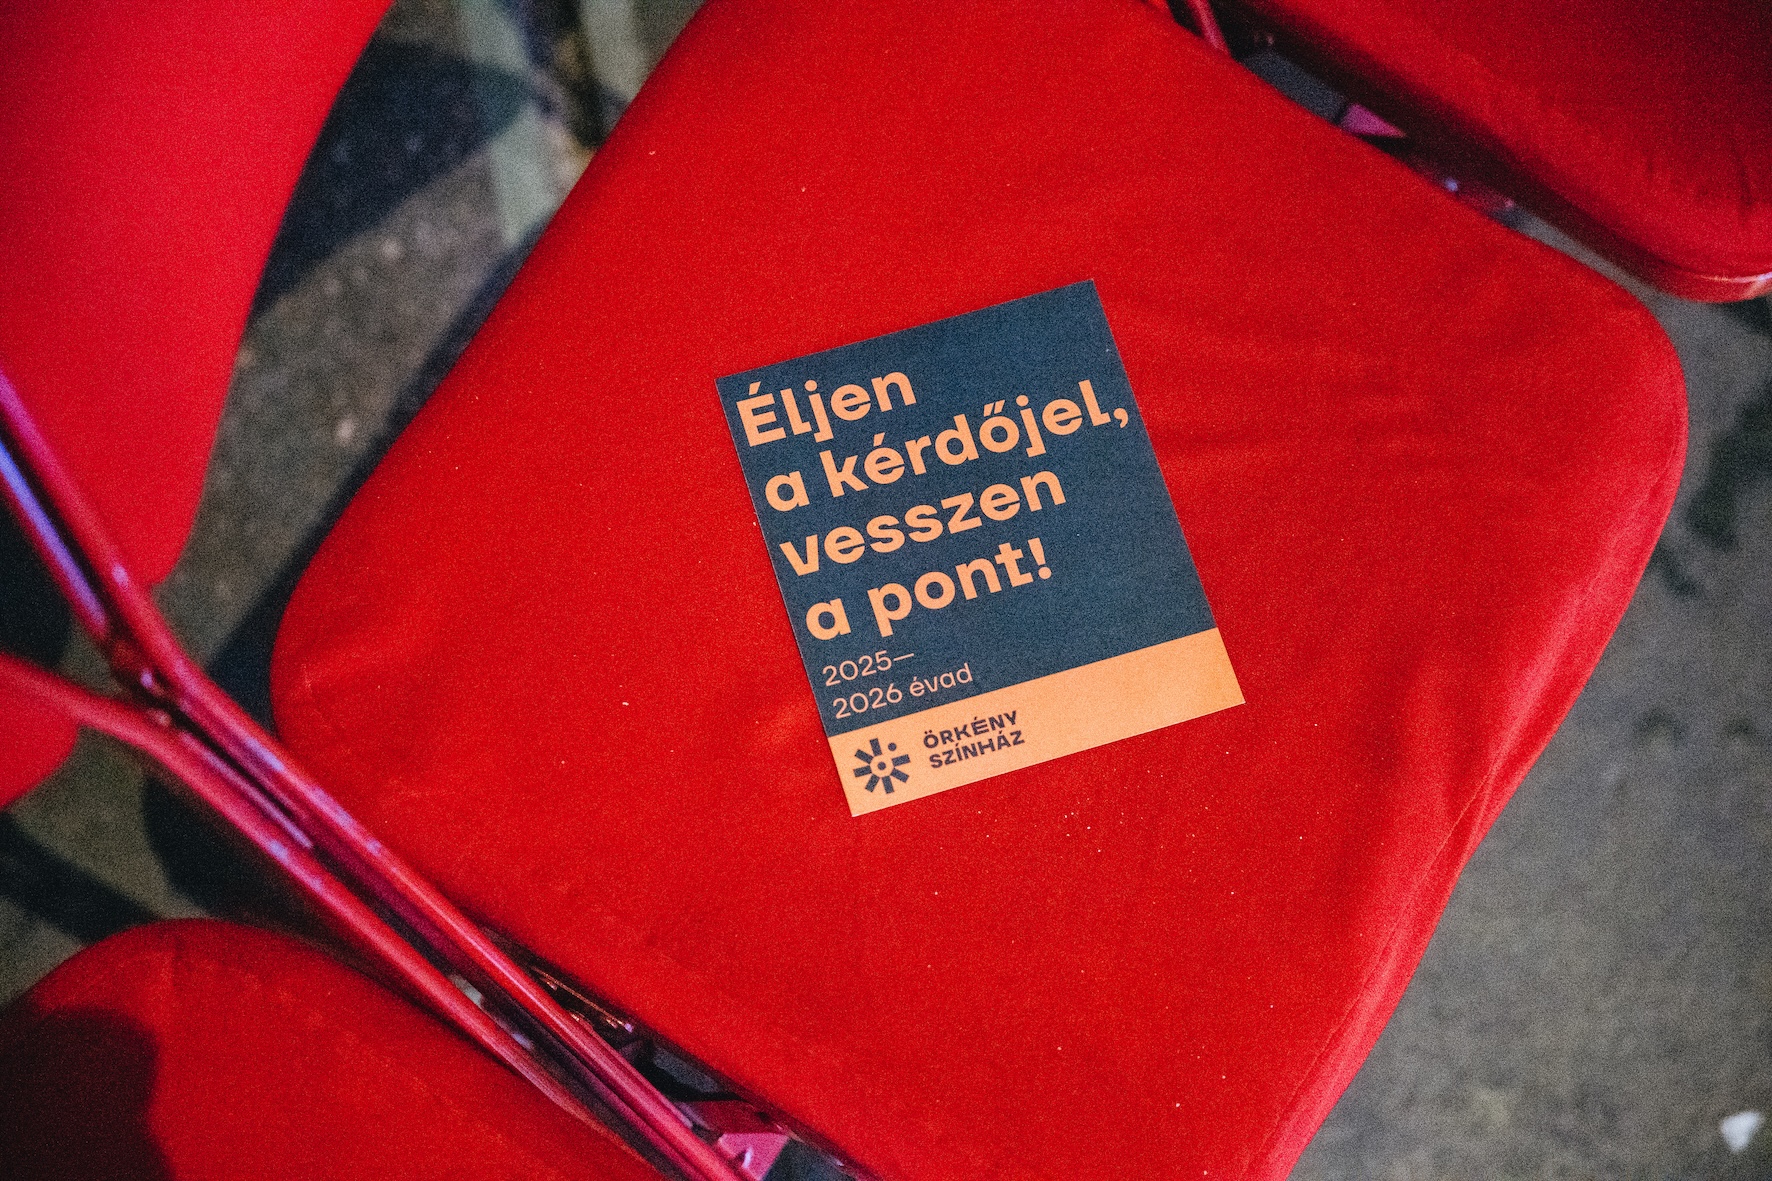 Éljen
a kérdőjel,
vesszen
a pont!
2025—
2026 évad
ÖRKÉNY
SZÍNHÁZ